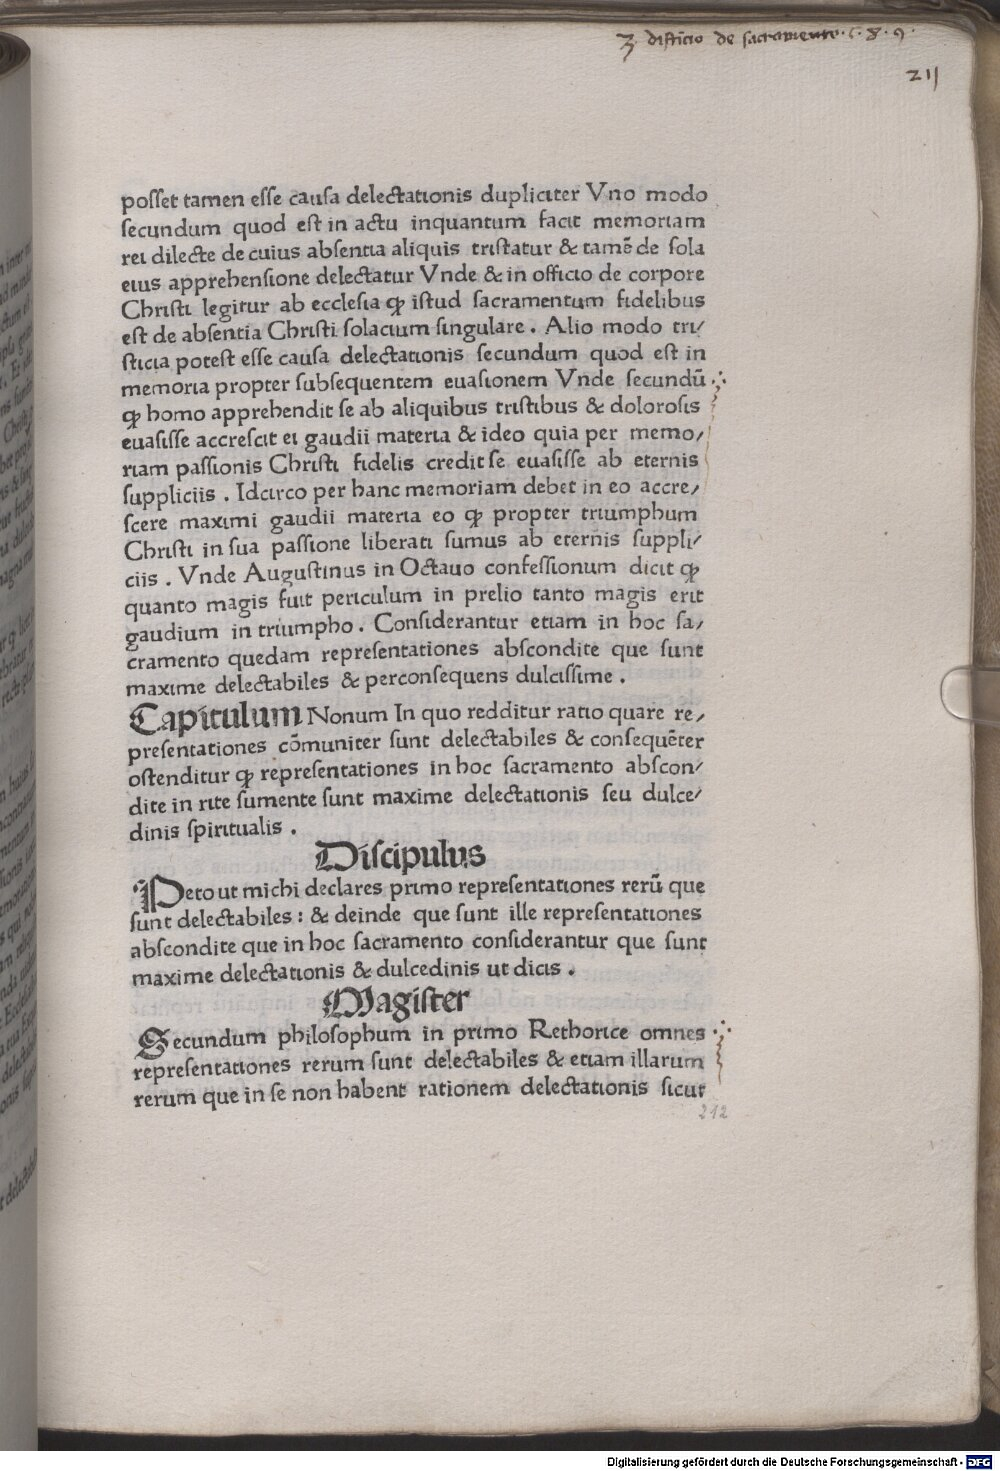 3 distĩctio de sacramento · c · 8 · 9 ·
211
posſet tamen eſſe cauſa delectationis dupliciter Vno modo
ſecundum quod eſt in actu inquantum facit memoriam
rei dilecte de cuius abſentia aliquis triſtatur & tamē de ſola
eius apprehenſione delectatur Vnde & in officio de corpore
Chriſti legitur ab eccleſia ꝙ iſtud ſacramentum fidelibus
eſt de abſentia Chriſti ſolacium ſingulare . Alio modo tri/
ſticia poteſt eſſe cauſa delectationis ſecundum quod eſt in
memoria propter ſubſequentem euaſionem Vnde ſecundū
ꝙ homo apprehendit ſe ab aliquibus triſtibus & doloroſis
euaſiſſe accreſcit ei gaudii materia & ideo quia per memo/
riam paſſionis Chriſti fidelis credit ſe euaſiſſe ab eternis
ſuppliciis . Idcirco per hanc memoriam debet in eo accre/
ſcere maximi gaudii materia eo ꝙ propter triumphum
Chriſti in ſua paſſione liberati ſumus ab eternis ſuppli/
ciis . Vnde Auguſtinus in Octauo confeſſionum dicit ꝙ
quanto magis fuit periculum in prelio tanto magis erit
gaudium in triumpho . Conſiderantur etiam in hoc ſa/
cramento quedam repreſentationes abſcondite que ſunt
maxime delectabiles & perconſequens dulciſſime .
Capitulum Nonum In quo redditur ratio quare re/
preſentationes cōmuniter ſunt delectabiles & conſequēter
oſtenditur ꝙ repreſentationes in hoc ſacramento abſcon/
dite in rite ſumente ſunt maxime delectationis ſeu dulce/
dinis ſpiritualis .
Diſcipulus
Peto ut michi declares primo repreſentationes rerū que
ſunt delectabiles : & deinde que ſunt ille repreſentationes
abſcondite que in hoc ſacramento conſiderantur que ſunt
maxime delectationis & dulcedinis ut dicis .
Magiſter
Secundum philoſophum in primo Rethorice omnes
repreſentationes rerum ſunt delectabiles & etiam illarum
rerum que in ſe non habent rationem delectationis ſicut
212
Digitalisierung gefördert durch die Deutsche Forschungsgemeinschaft - DFG